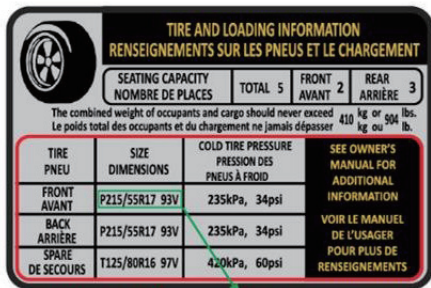 TIRE AND LOADING INFORMATION
RENSEIGNEMENTS SUR LES PNEUS ET LE CHARGEMENT
SEATING CAPACITY
NOMBRE DE PLACES
TOTAL 5
FRONT
AVANT 2
REAR
ARRIÈRE 3
The combined weight of occupants and cargo should never exceed 410 kg or 904 lbs.
Le poids total des occupants et du chargement ne jamais dépasser kg ou lb.
TIRE
PNEU
SIZE
DIMENSIONS
COLD TIRE PRESSURE
PRESSION DES
PNEUS À FROID
SEE OWNER'S
MANUAL FOR
ADDITIONAL
INFORMATION
VOIR LE MANUEL
DE L'USAGER
POUR PLUS DE
RENSEIGNEMENTS
FRONT
AVANT
P215/55R17 93V
235kPa, 34psi
BACK
ARRIÈRE
P215/55R17 93V
235kPa, 34psi
SPARE
DE SECOURS
T125/80R16 97V
420kPa, 60psi